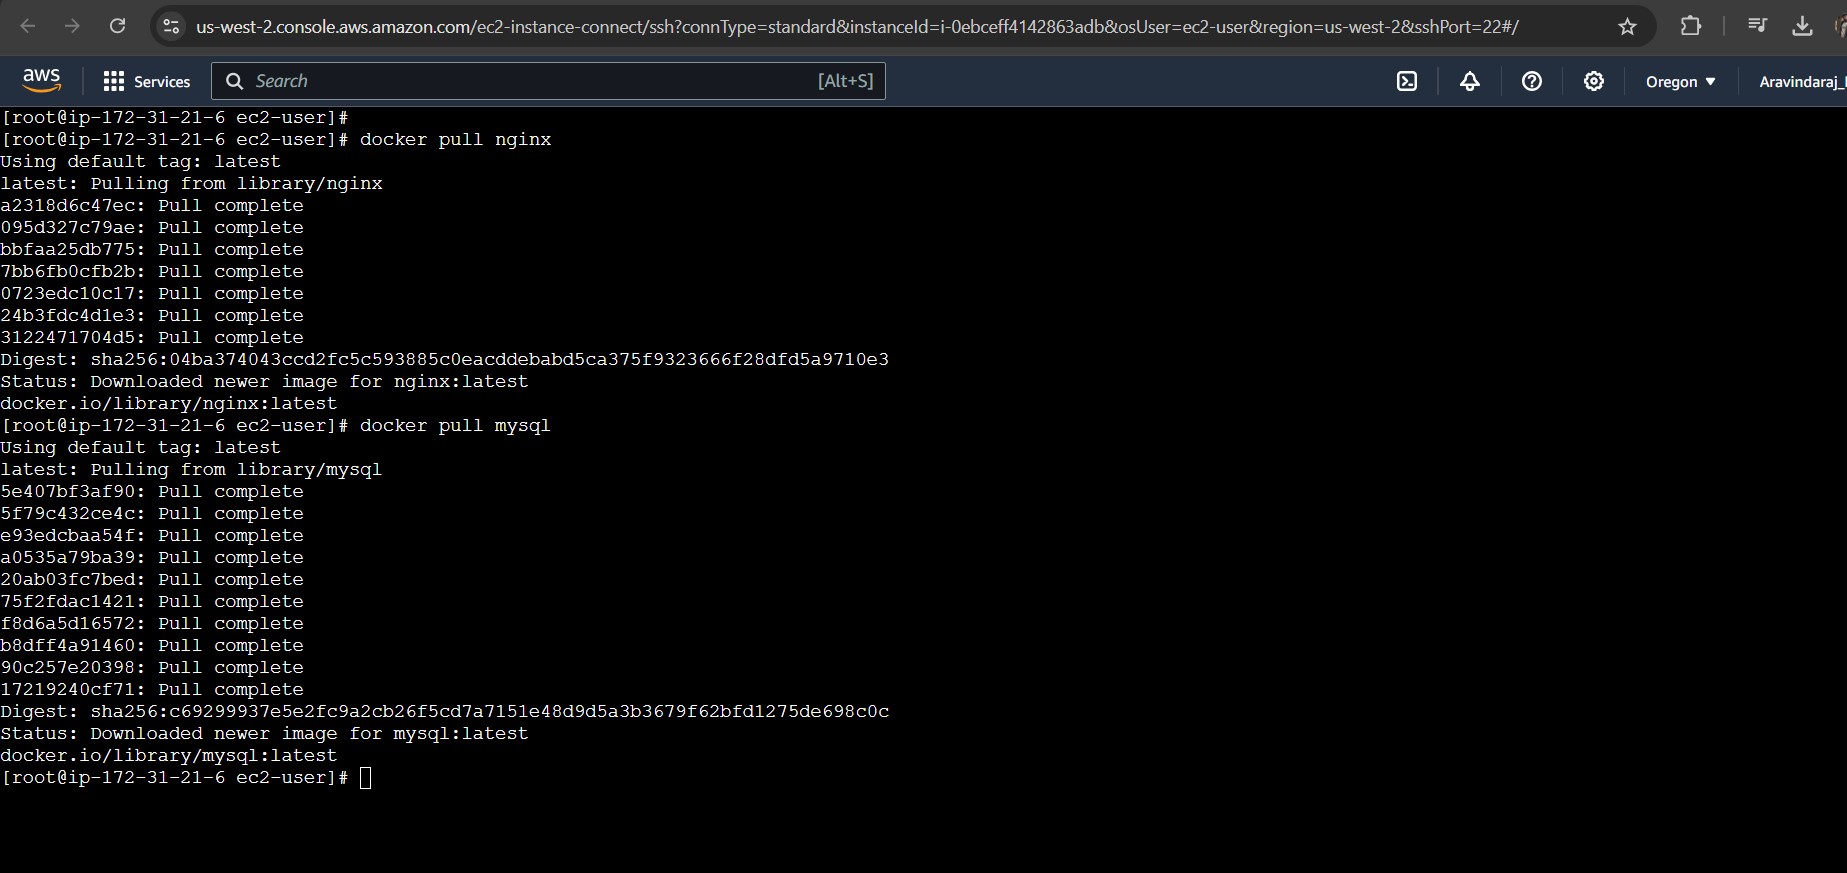 us-west-2.console.aws.amazon.com/ec2-instance-connect/ssh?connType=standard&instanceId=i-0ebceff4142863adb&osUser=ec2-user&region=us-west-2&sshPort=22#/
aws Services Search [Alt+S] Oregon Aravindaraj_
[root@ip-172-31-21-6 ec2-user]#
[root@ip-172-31-21-6 ec2-user]# docker pull nginx
Using default tag: latest
latest: Pulling from library/nginx
a2318d6c47ec: Pull complete
095d327c79ae: Pull complete
bbfaa25db775: Pull complete
7bb6fb0cfb2b: Pull complete
0723edc10c17: Pull complete
24b3fdc4d1e3: Pull complete
3122471704d5: Pull complete
Digest: sha256:04ba374043ccd2fc5c593885c0eacddebabd5ca375f9323666f28dfd5a9710e3
Status: Downloaded newer image for nginx:latest
docker.io/library/nginx:latest
[root@ip-172-31-21-6 ec2-user]# docker pull mysql
Using default tag: latest
latest: Pulling from library/mysql
5e407bf3af90: Pull complete
5f79c432ce4c: Pull complete
e93edcbaa54f: Pull complete
a0535a79ba39: Pull complete
20ab03fc7bed: Pull complete
75f2fdac1421: Pull complete
f8d6a5d16572: Pull complete
b8dff4a91460: Pull complete
90c257e20398: Pull complete
17219240cf71: Pull complete
Digest: sha256:c69299937e5e2fc9a2cb26f5cd7a7151e48d9d5a3b3679f62bfd1275de698c0c
Status: Downloaded newer image for mysql:latest
docker.io/library/mysql:latest
[root@ip-172-31-21-6 ec2-user]#